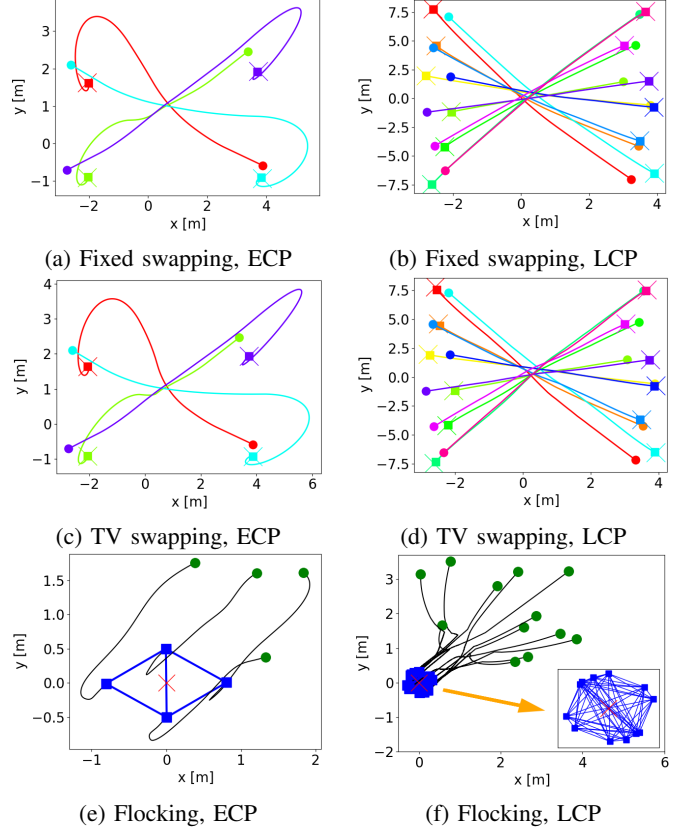 3
2
1
0
−1
y [m]
−2 0 2 4 6
x [m]
(a) Fixed swapping, ECP
7.5
5.0
2.5
0.0
−2.5
−5.0
−7.5
y [m]
−2 0 2 4
x [m]
(b) Fixed swapping, LCP
4
3
2
1
0
−1
y [m]
−2 0 2 4 6
x [m]
(c) TV swapping, ECP
7.5
5.0
2.5
0.0
−2.5
−5.0
−7.5
y [m]
−2 0 2 4
x [m]
(d) TV swapping, LCP
1.5
1.0
0.5
0.0
−0.5
y [m]
−1 0 1 2
x [m]
(e) Flocking, ECP
4
3
2
1
0
−1
−2
y [m]
0 2 4 6
x [m]
(f) Flocking, LCP